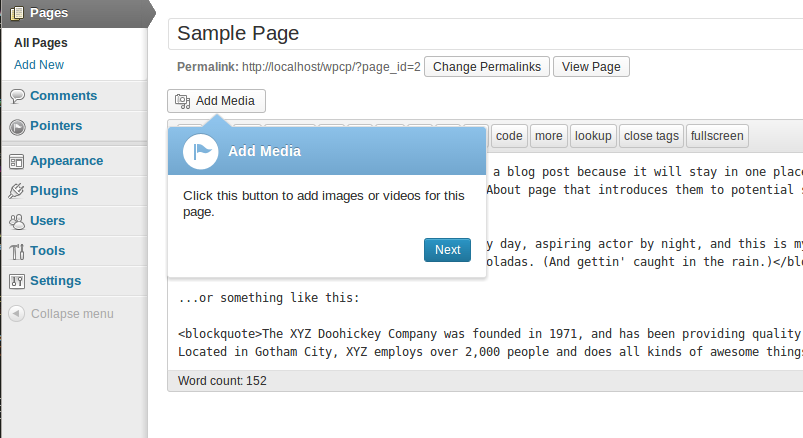 Pages
All Pages
Add New
Comments
Pointers
Appearance
Plugins
Users
Tools
Settings
Collapse menu
Sample Page
Permalink: http://localhost/wpcp/?page_id=2 Change Permalinks View Page
Add Media
code more lookup close tags fullscreen
Add Media
Click this button to add images or videos for this
page.
Next
a blog post because it will stay in one plac
About page that introduces them to potential s
y day, aspiring actor by night, and this is my
oladas. (And gettin' caught in the rain.)</blo
...or something like this:
<blockquote>The XYZ Doohickey Company was founded in 1971, and has been providing quality
Located in Gotham City, XYZ employs over 2,000 people and does all kinds of awesome things
Word count: 152